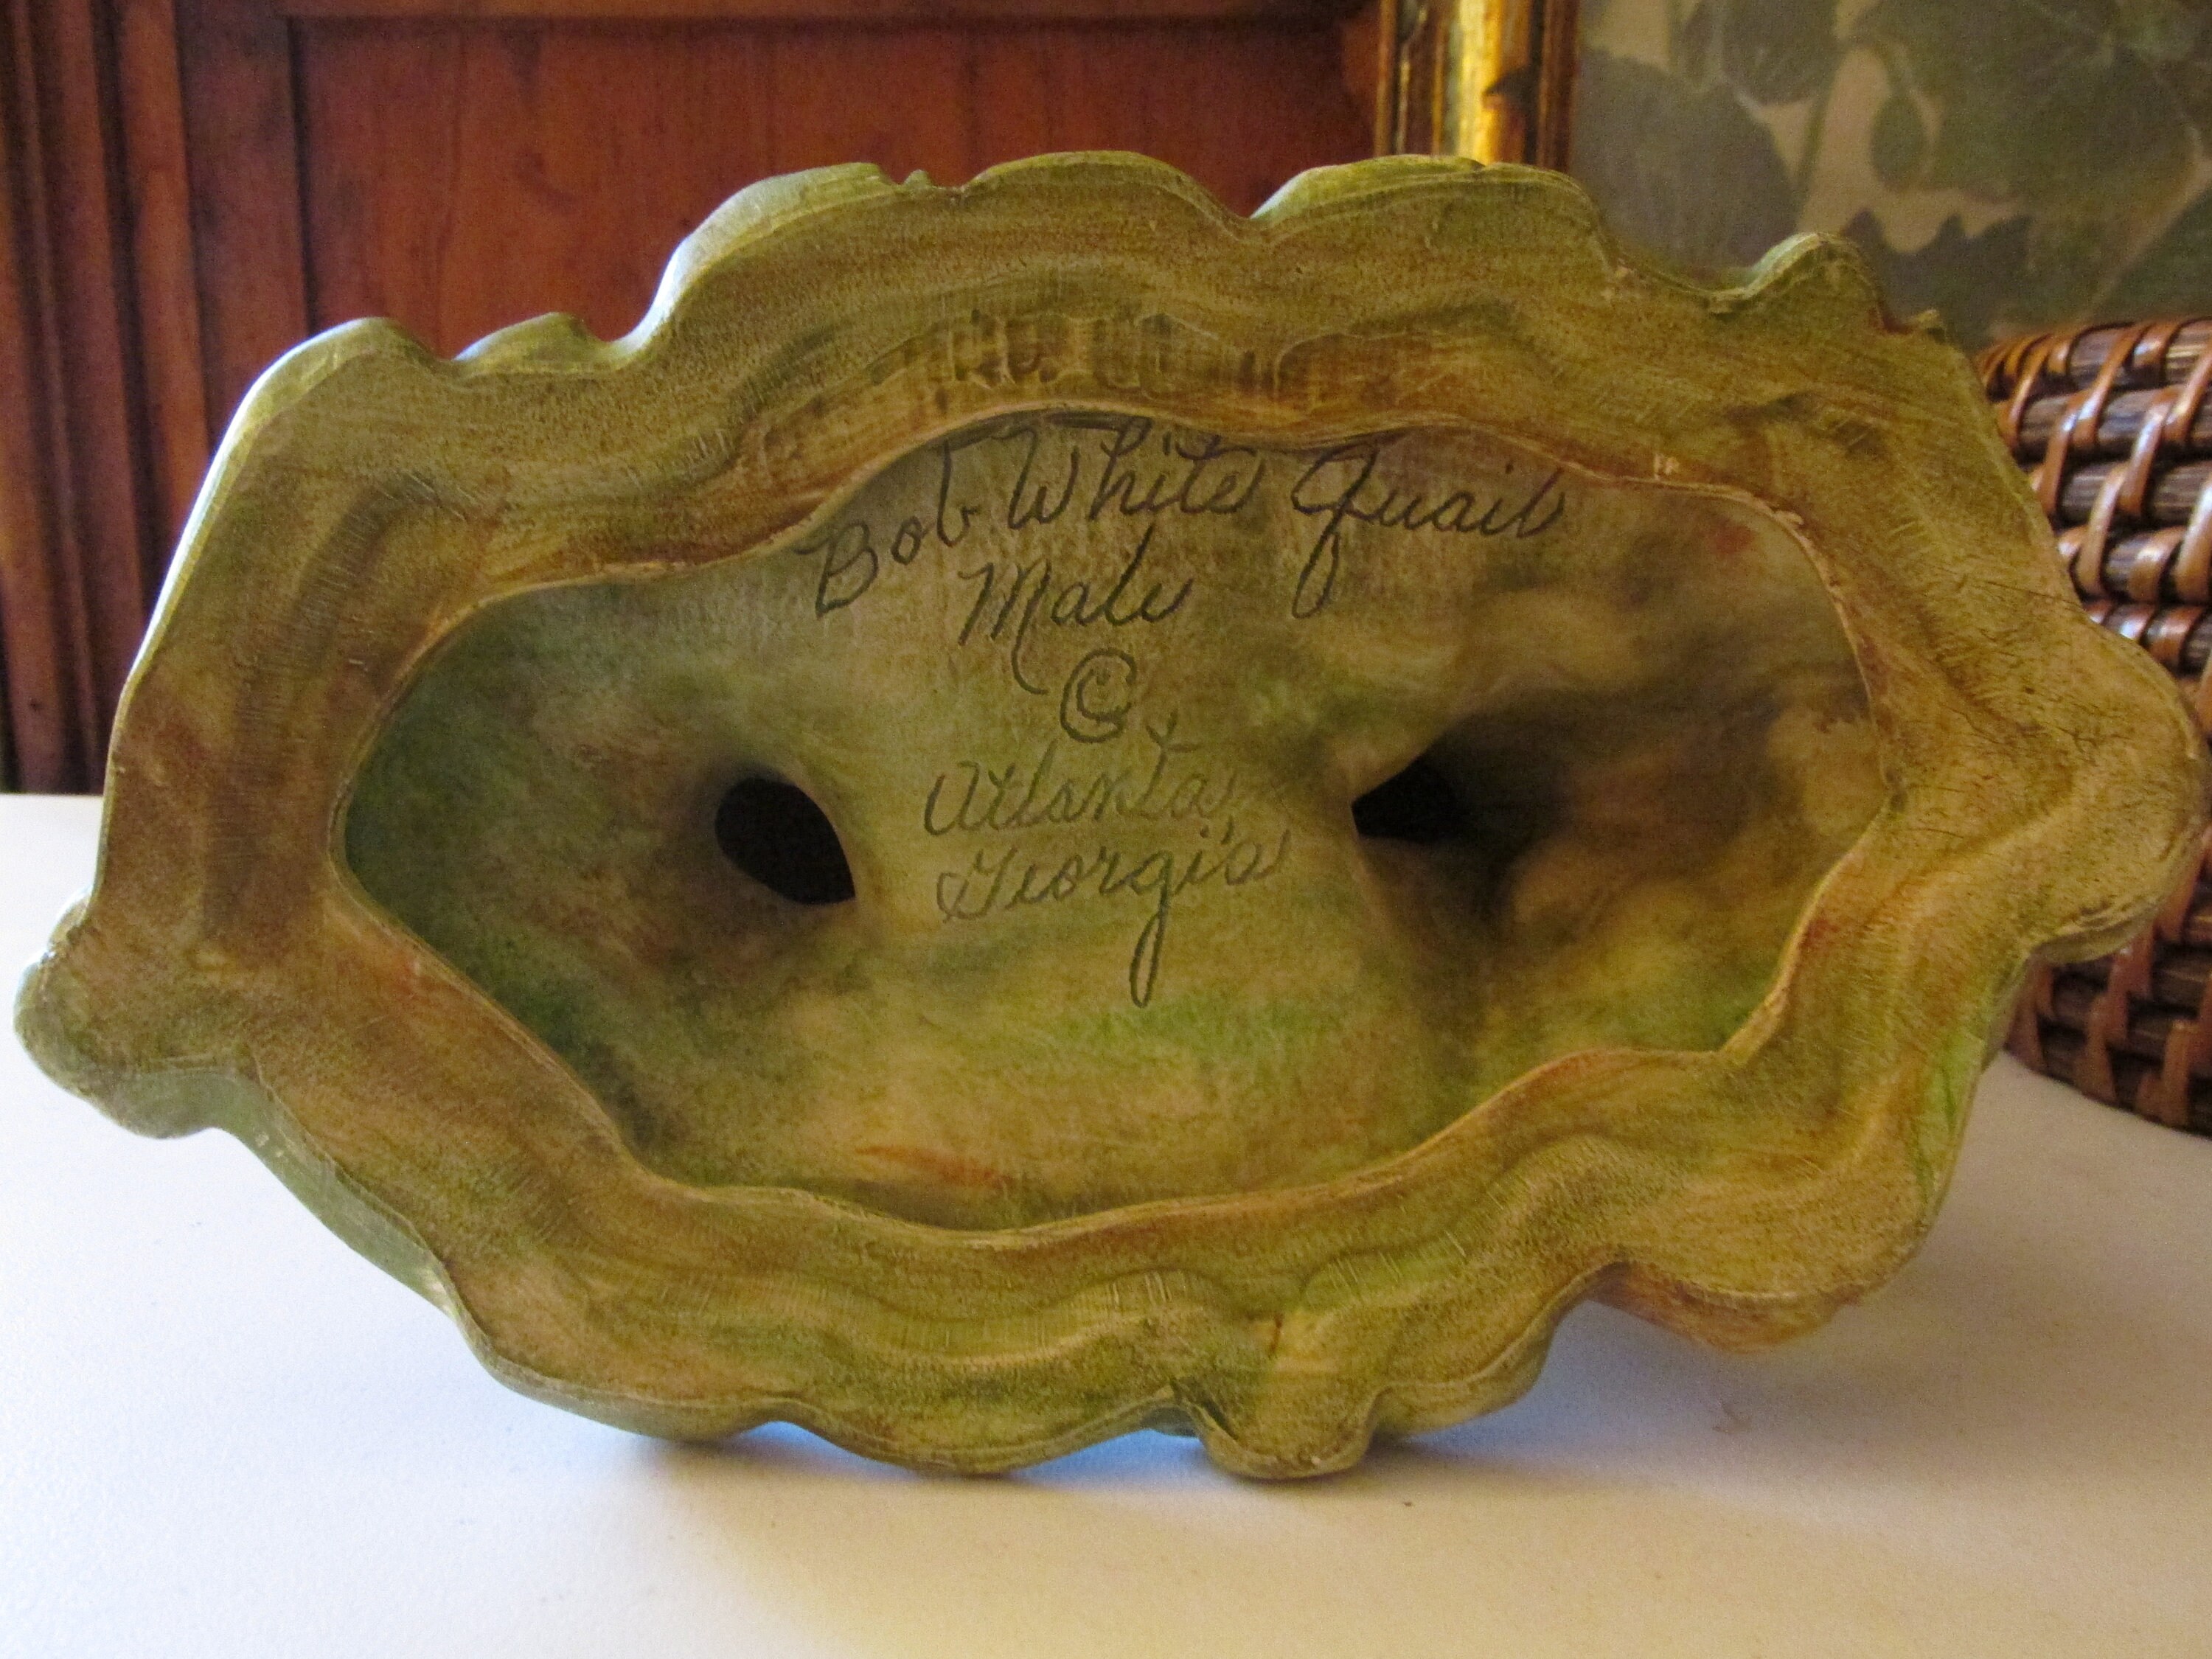 Bob White Quail
Male
©
Atlanta,
Georgia